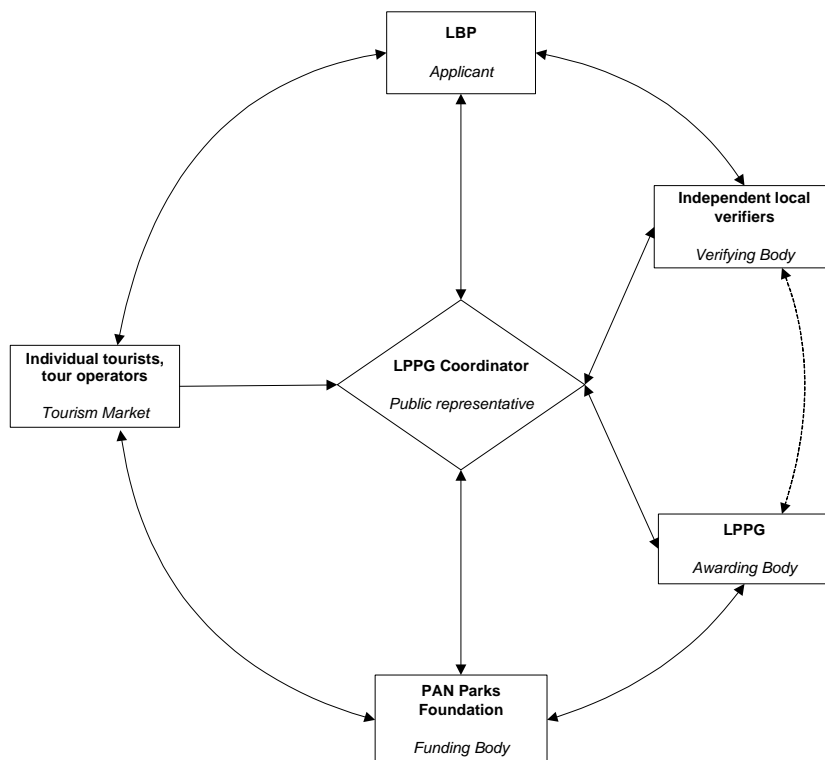 LBP
Applicant
Independent local
verifiers
Verifying Body
Individual tourists,
tour operators
Tourism Market
LPPG Coordinator
Public representative
LPPG
Awarding Body
PAN Parks
Foundation
Funding Body